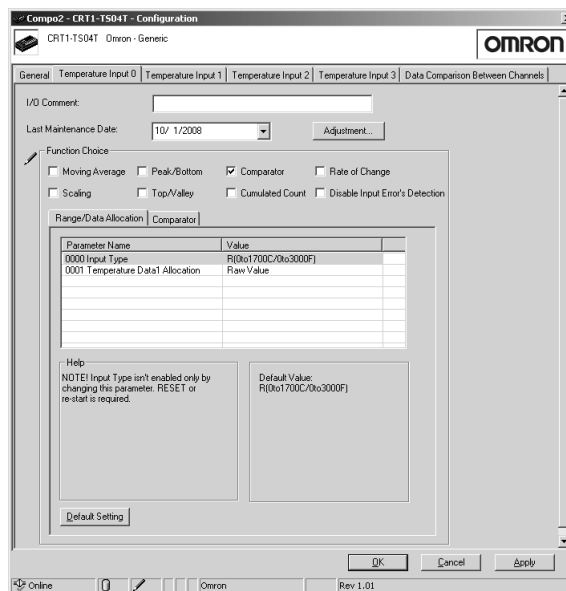 Compo2 - CRT1-TS04T - Configuration
CRT1-TS04T Omron - Generic
OMRON
General Temperature Input 0 Temperature Input 1 Temperature Input 2 Temperature Input 3 Data Comparison Between Channels
I/O Comment:
Last Maintenance Date: 10/ 1/2008 Adjustment...
Function Choice
Moving Average Peak/Bottom Comparator Rate of Change
Scaling Top/Valley Cumulated Count Disable Input Error's Detection
Range/Data Allocation Comparator
Parameter Name Value
0000 Input Type R(0to1700C/0to3000F)
0001 Temperature Data1 Allocation Raw Value
Help
NOTE! Input Type isn't enabled only by
changing this parameter. RESET or
re-start is required.
Default Value:
R(0to1700C/0to3000F)
Default Setting
OK Cancel Apply
Online Omron Rev 1.01